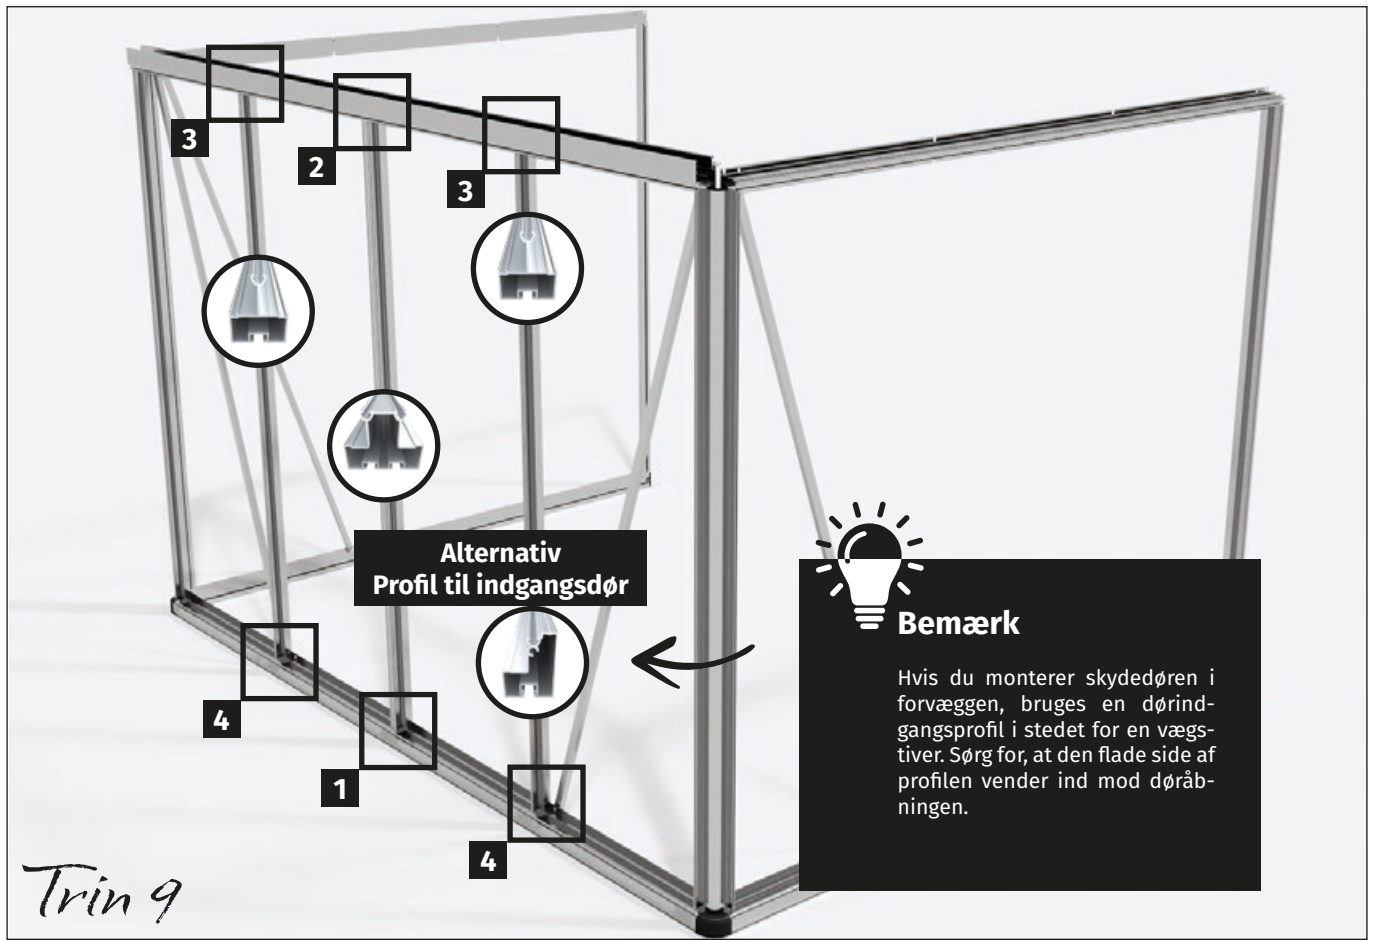 3
2
3
Alternativ
Profil til indgangsdør
Bemærk
Hvis du monterer skydedøren i
forvæggen, bruges en dørind-
gangsprofil i stedet for en vægs-
tiver. Sørg for, at den flade side af
profilen vender ind mod døråb-
ningen.
4
1
4
Trin 9